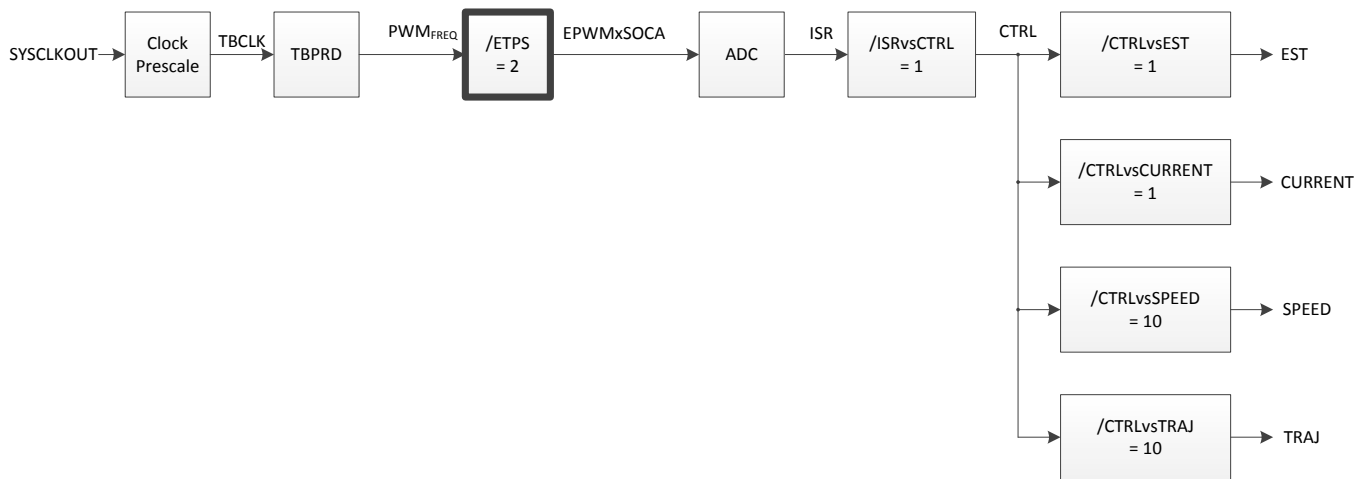 SYSCLKOUT
Clock
Prescale
TBCLK
TBPRD
PWMFREQ
/ETPS
= 2
EPWMxSOCA
ADC
ISR
/ISRvsCTRL
= 1
CTRL
/CTRLvsEST
= 1
EST
/CTRLvsCURRENT
= 1
CURRENT
/CTRLvsSPEED
= 10
SPEED
/CTRLvsTRAJ
= 10
TRAJ